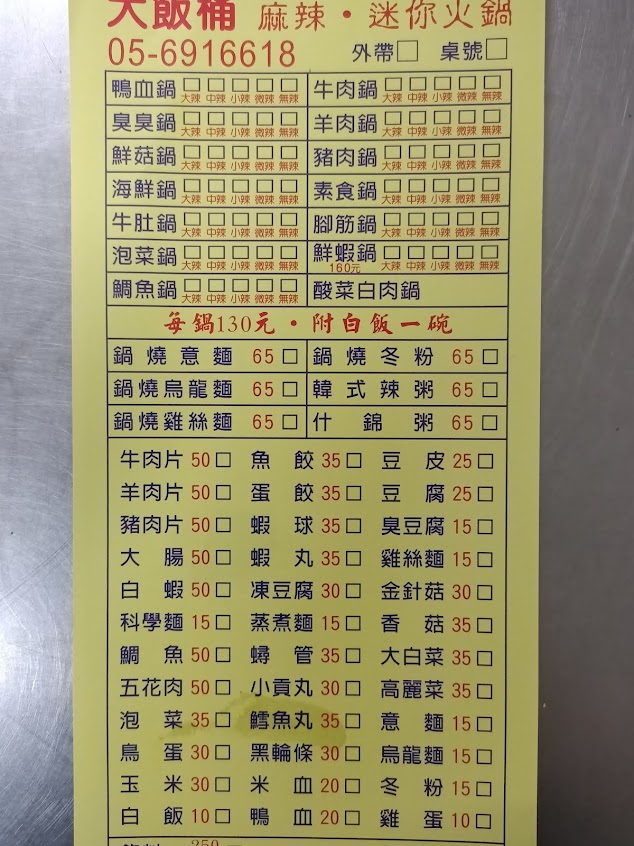 大飯桶 麻辣·迷你火鍋
05-6916618 外帶□ 桌號□
鴨血鍋 □大辣 □中辣 □小辣 □微辣 □無辣 牛肉鍋 □大辣 □中辣 □小辣 □微辣 □無辣
臭臭鍋 □大辣 □中辣 □小辣 □微辣 □無辣 羊肉鍋 □大辣 □中辣 □小辣 □微辣 □無辣
鮮菇鍋 □大辣 □中辣 □小辣 □微辣 □無辣 豬肉鍋 □大辣 □中辣 □小辣 □微辣 □無辣
海鮮鍋 □大辣 □中辣 □小辣 □微辣 □無辣 素食鍋 □大辣 □中辣 □小辣 □微辣 □無辣
牛肚鍋 □大辣 □中辣 □小辣 □微辣 □無辣 腳筋鍋 □大辣 □中辣 □小辣 □微辣 □無辣
泡菜鍋 □大辣 □中辣 □小辣 □微辣 □無辣 鮮蝦鍋 160元 □大辣 □中辣 □小辣 □微辣 □無辣
鯛魚鍋 □大辣 □中辣 □小辣 □微辣 □無辣 酸菜白肉鍋
每鍋130元·附白飯一碗
鍋燒意麵 65□ 鍋燒冬粉 65□
鍋燒烏龍麵 65□ 韓式辣粥 65□
鍋燒雞絲麵 65□ 什錦粥 65□
牛肉片 50□ 魚餃 35□ 豆皮 25□
羊肉片 50□ 蛋餃 35□ 豆腐 25□
豬肉片 50□ 蝦球 35□ 臭豆腐 15□
大腸 50□ 蝦丸 35□ 雞絲麵 15□
白蝦 50□ 凍豆腐 30□ 金針菇 30□
科學麵 15□ 蒸煮麵 15□ 香菇 35□
鯛魚 50□ 蟳管 35□ 大白菜 35□
五花肉 50□ 小貢丸 30□ 高麗菜 35□
泡菜 35□ 鱈魚丸 35□ 意麵 15□
鳥蛋 30□ 黑輪條 30□ 烏龍麵 15□
玉米 30□ 米血 20□ 冬粉 15□
白飯 10□ 鴨血 20□ 雞蛋 10□